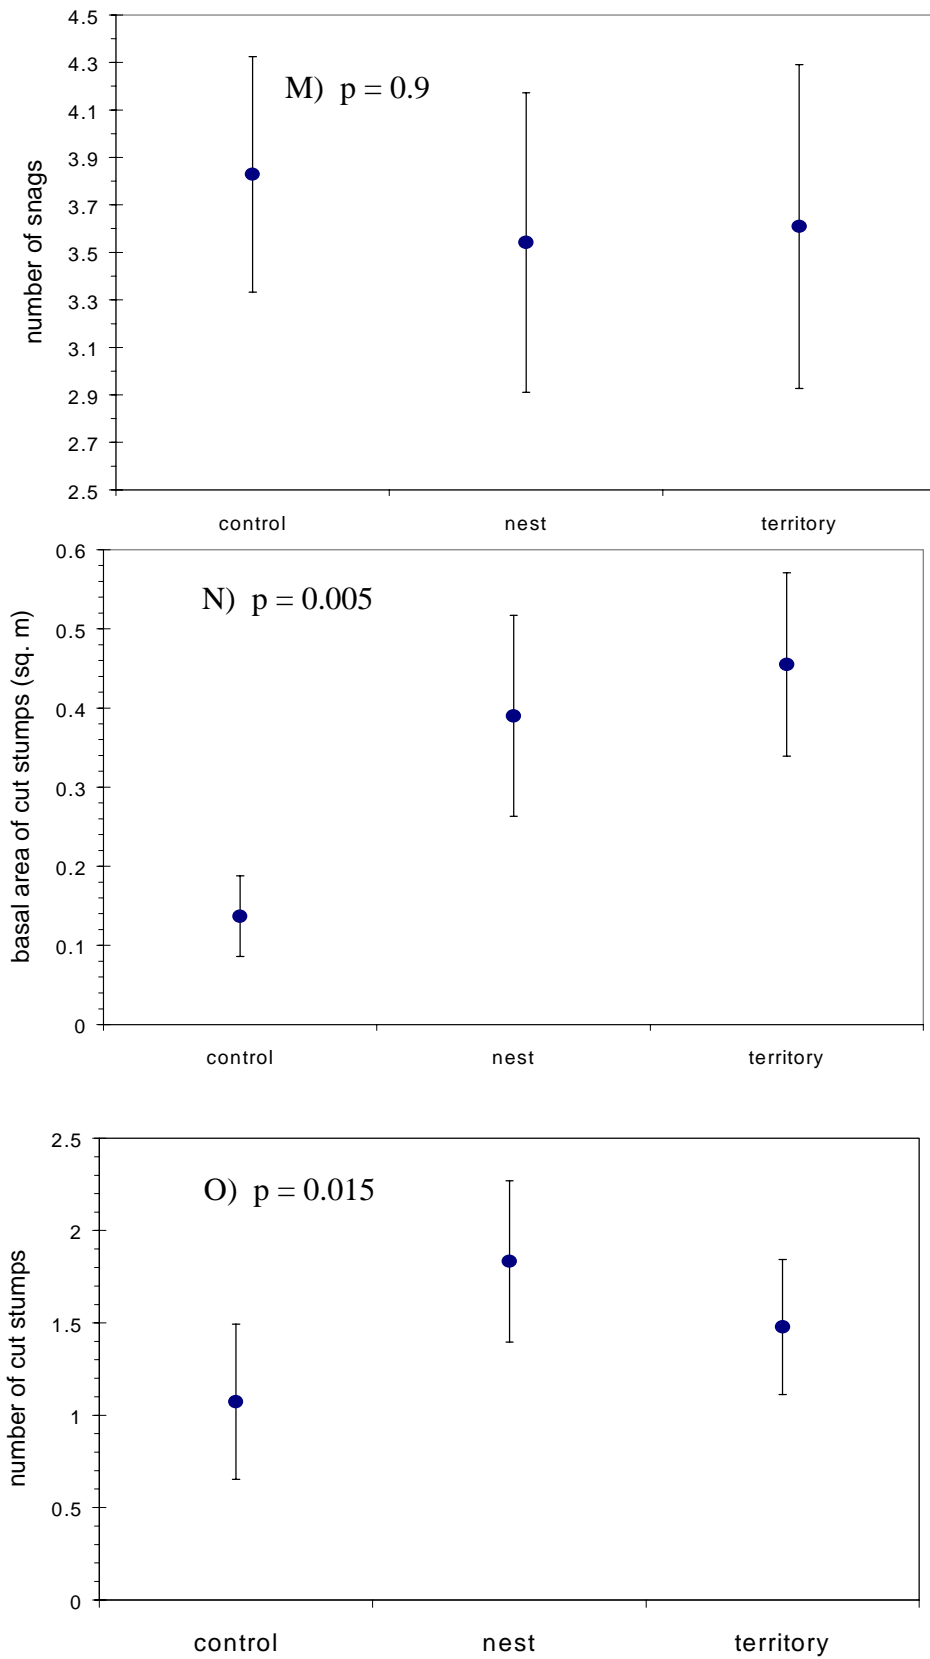 number of snags
4.5
4.3
4.1
3.9
3.7
3.5
3.3
3.1
2.9
2.7
2.5
M) p = 0.9
control nest territory
basal area of cut stumps (sq. m)
0.6
0.5
0.4
0.3
0.2
0.1
0
N) p = 0.005
control nest territory
number of cut stumps
2.5
2
1.5
1
0.5
0
O) p = 0.015
control nest territory